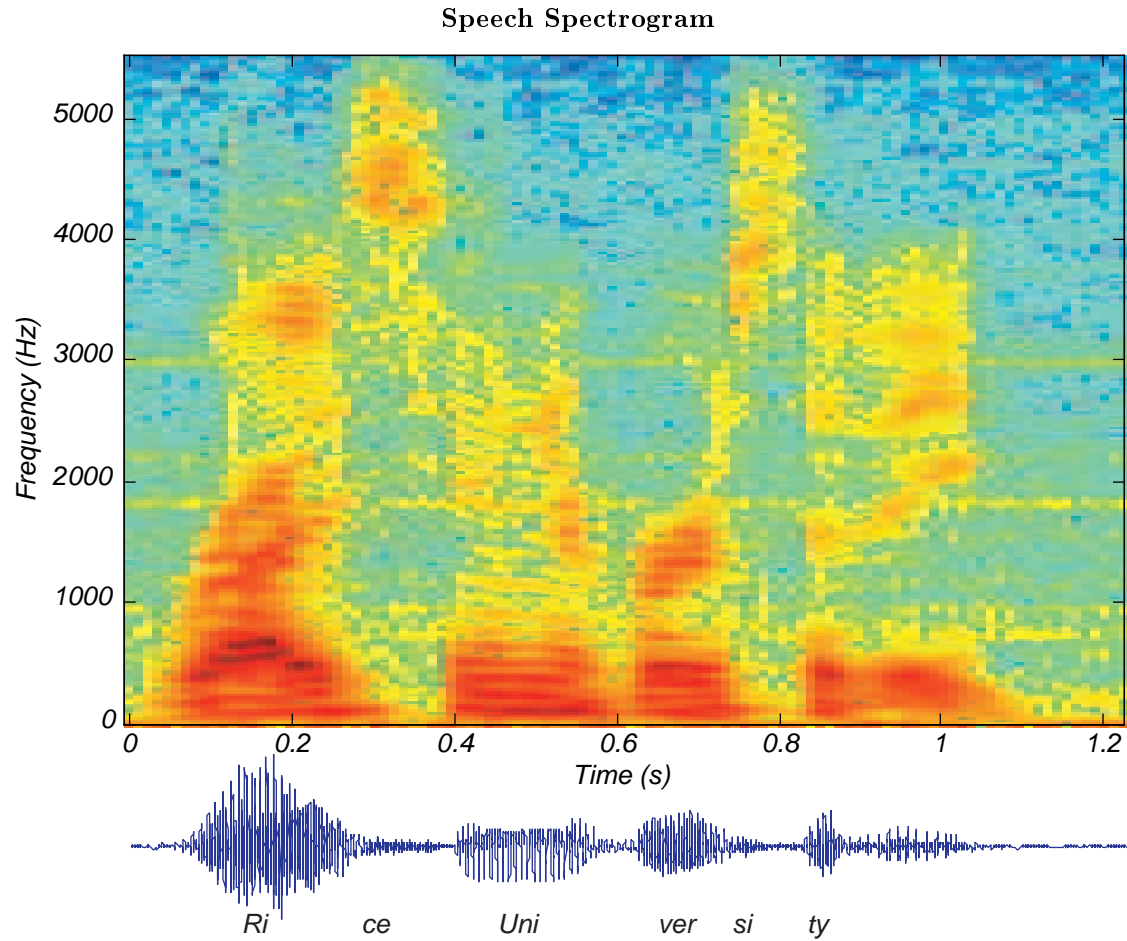 Speech Spectrogram
5000
4000
3000
2000
1000
0
Frequency (Hz)
0 0.2 0.4 0.6 0.8 1 1.2
Time (s)
Ri ce Uni ver si ty